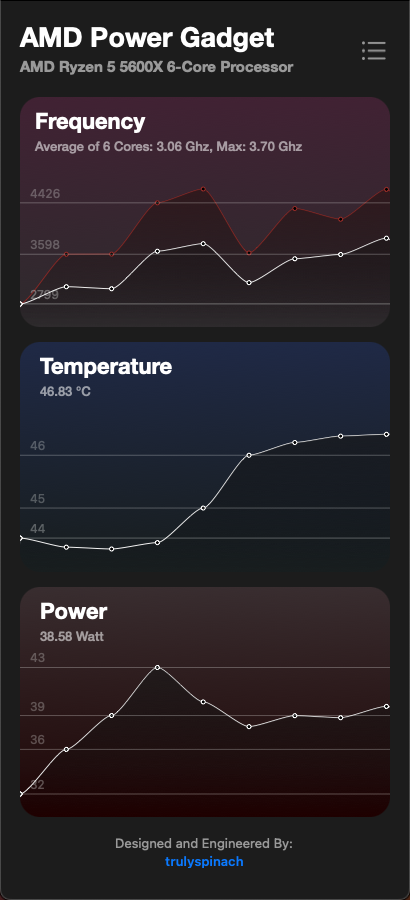 AMD Power Gadget
AMD Ryzen 5 5600X 6-Core Processor
Frequency
Average of 6 Cores: 3.06 Ghz, Max: 3.70 Ghz
4426
3598
2799
Temperature
46.83 °C
46
45
44
Power
38.58 Watt
43
39
36
32
Designed and Engineered By:
trulyspinach